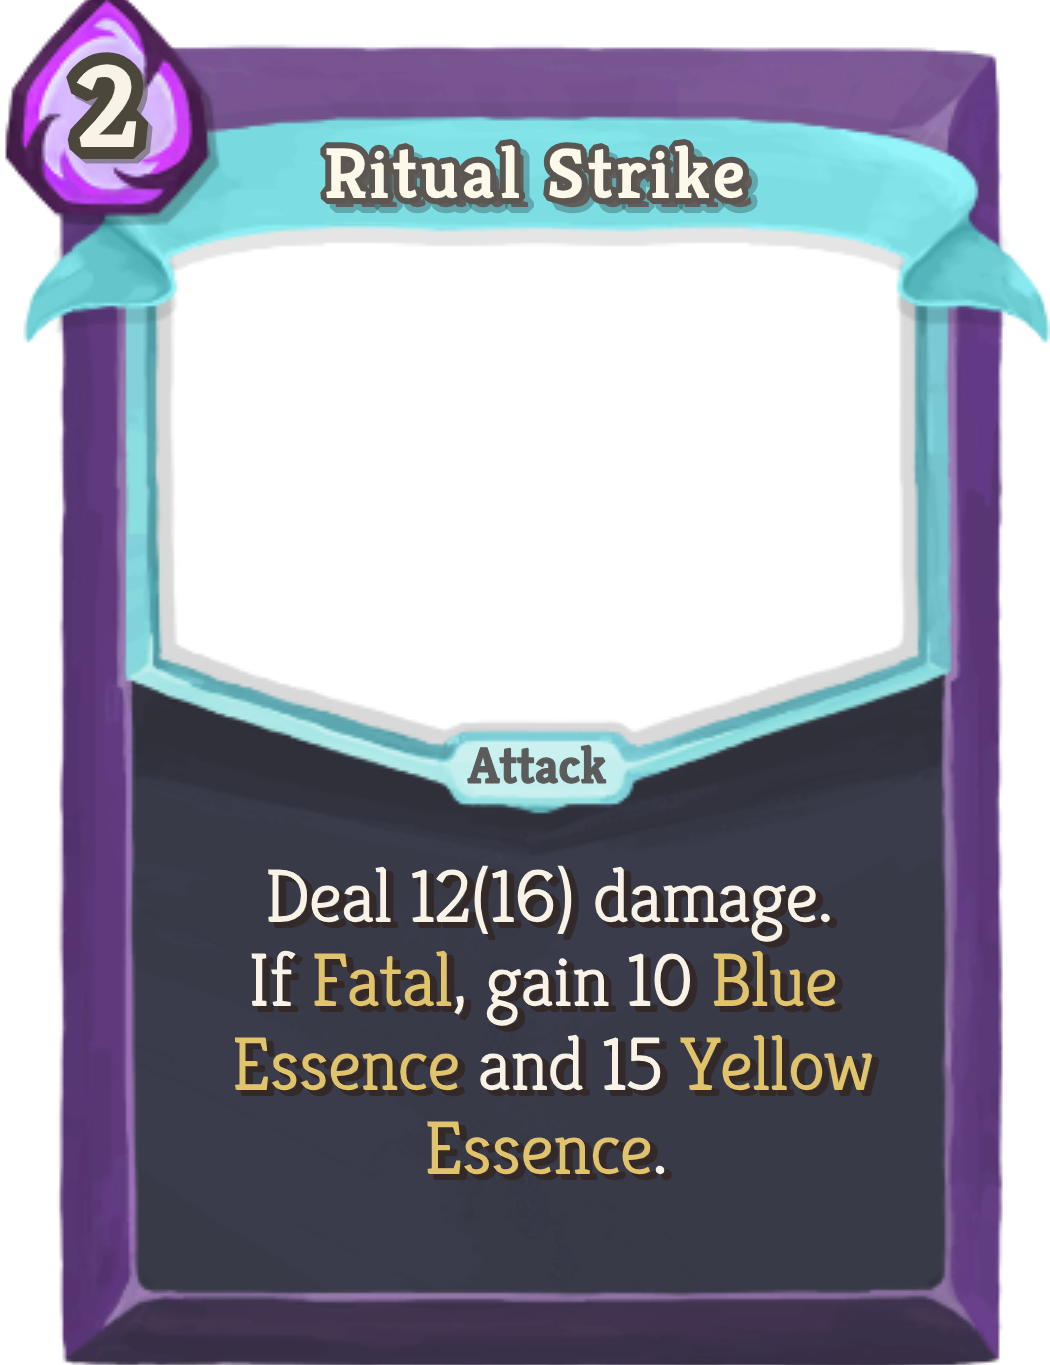 2
Ritual Strike
Attack
Deal 12(16) damage.
If Fatal, gain 10 Blue
Essence and 15 Yellow
Essence.